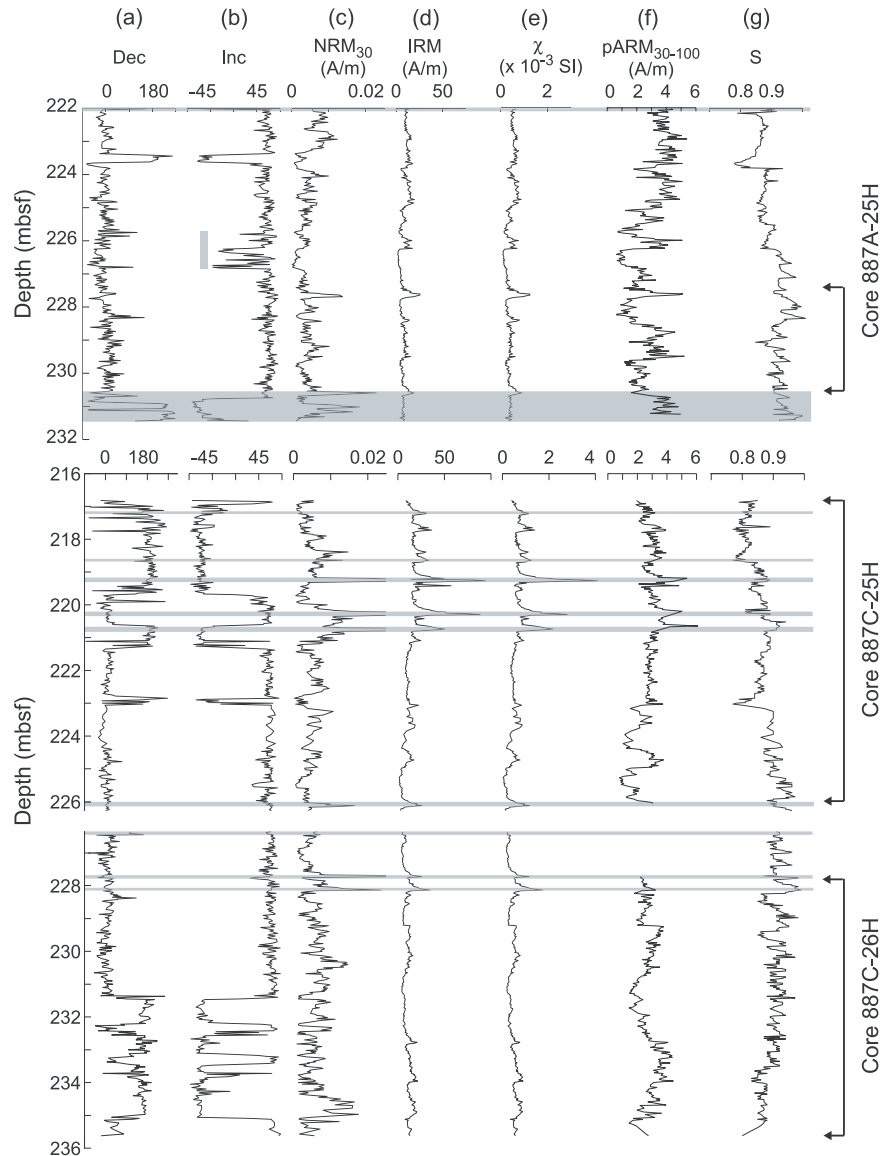 (a) (b) (c) (d) (e) (f) (g)
Dec Inc NRM30 (A/m) IRM (A/m) χ (x 10-3 SI) pARM30-100 (A/m) S
0 180 -45 45 0 0.02 0 50 0 2 0 2 4 6 0.8 0.9
222
224
226
228
230
232
Depth (mbsf)
Core 887A-25H
0 180 -45 45 0 0.02 0 50 0 2 4 0 2 4 6 0.8 0.9
216
218
220
222
224
226
Depth (mbsf)
Core 887C-25H
228
230
232
234
236
Core 887C-26H